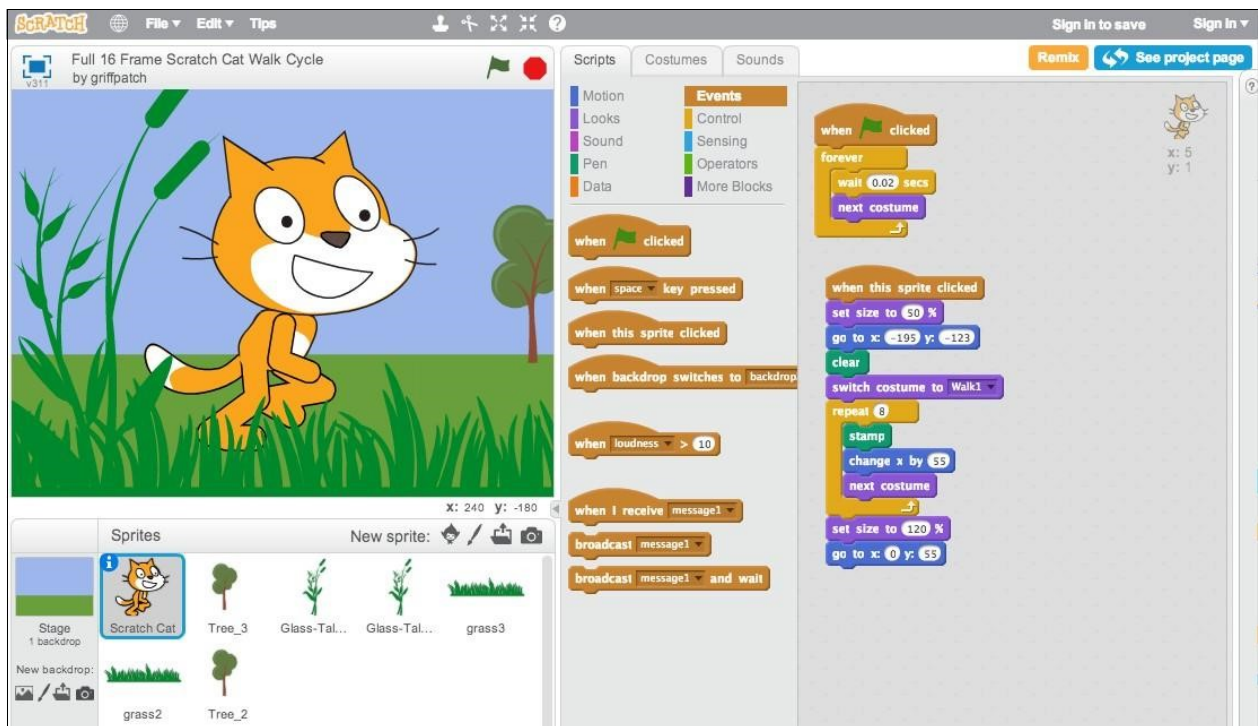 SCRATCH File Edit Tips Sign in to save Sign in
Full 16 Frame Scratch Cat Walk Cycle
by griffpatch
v311
x: 240 y: -180
Sprites New sprite:
Stage
1 backdrop
New backdrop:
Scratch Cat Tree_3 Glass-Tal... Glass-Tal... grass3
grass2 Tree_2
Scripts Costumes Sounds
Remix See project page
Motion Events
Looks Control
Sound Sensing
Pen Operators
Data More Blocks
when clicked
when space key pressed
when this sprite clicked
when backdrop switches to backdrop
when loudness > 10
when I receive message1
broadcast message1
broadcast message1 and wait
when clicked
forever
wait 0.02 secs
next costume
x: 5
y: 1
when this sprite clicked
set size to 50 %
go to x: -195 y: -123
clear
switch costume to Walk1
repeat 8
stamp
change x by 55
next costume
set size to 120 %
go to x: 0 y: 55